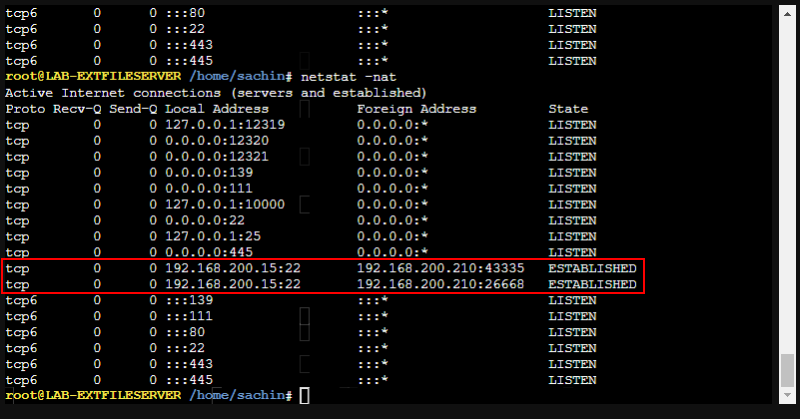 tcp6 0 0 :::80 :::* LISTEN
tcp6 0 0 :::22 :::* LISTEN
tcp6 0 0 :::443 :::* LISTEN
tcp6 0 0 :::445 :::* LISTEN
root@LAB-EXTFILESERVER /home/sachin# netstat -nat
Active Internet connections (servers and established)
Proto Recv-Q Send-Q Local Address Foreign Address State
tcp 0 0 127.0.0.1:12319 0.0.0.0:* LISTEN
tcp 0 0 0.0.0.0:12320 0.0.0.0:* LISTEN
tcp 0 0 0.0.0.0:12321 0.0.0.0:* LISTEN
tcp 0 0 0.0.0.0:139 0.0.0.0:* LISTEN
tcp 0 0 0.0.0.0:111 0.0.0.0:* LISTEN
tcp 0 0 127.0.0.1:10000 0.0.0.0:* LISTEN
tcp 0 0 0.0.0.0:22 0.0.0.0:* LISTEN
tcp 0 0 127.0.0.1:25 0.0.0.0:* LISTEN
tcp 0 0 0.0.0.0:445 0.0.0.0:* LISTEN
tcp 0 0 192.168.200.15:22 192.168.200.210:43335 ESTABLISHED
tcp 0 0 192.168.200.15:22 192.168.200.210:26668 ESTABLISHED
tcp6 0 0 :::139 :::* LISTEN
tcp6 0 0 :::111 :::* LISTEN
tcp6 0 0 :::80 :::* LISTEN
tcp6 0 0 :::22 :::* LISTEN
tcp6 0 0 :::443 :::* LISTEN
tcp6 0 0 :::445 :::* LISTEN
root@LAB-EXTFILESERVER /home/sachin#